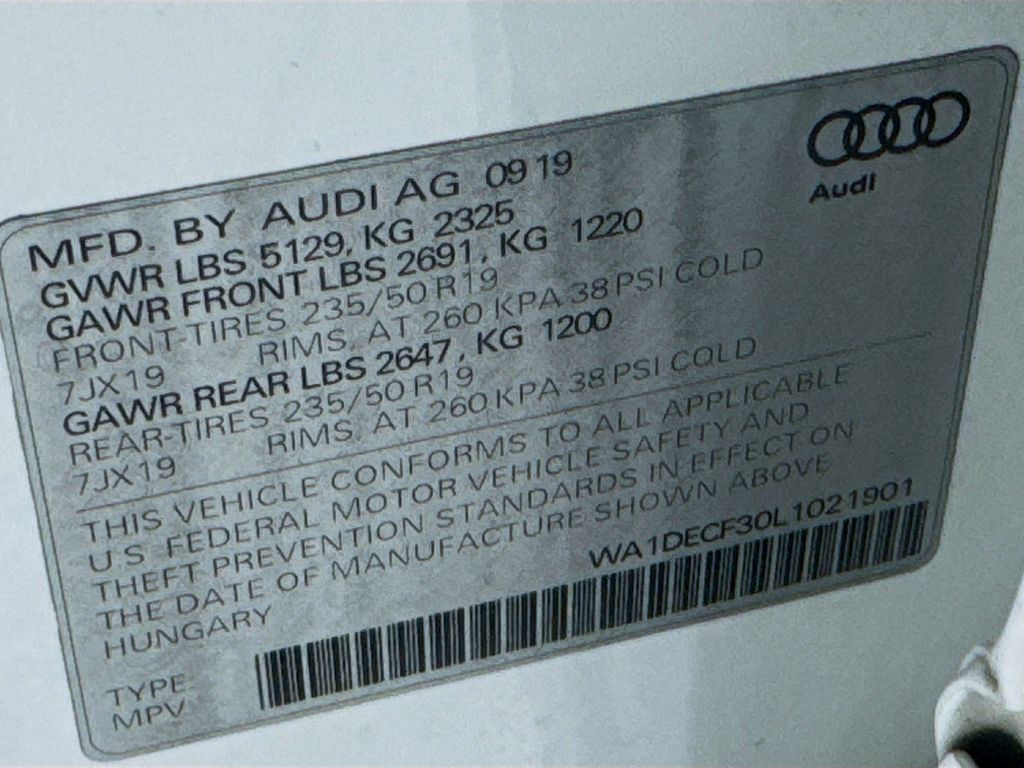 Audi
MFD. BY AUDI AG 09 19
GVWR LBS 5129, KG 2325
GAWR FRONT LBS 2691, KG 1220
FRONT-TIRES 235/50 R19
7JX19 RIMS, AT 260 KPA 38 PSI COLD
GAWR REAR LBS 2647, KG 1200
REAR-TIRES 235/50 R19
7JX19 RIMS, AT 260 KPA 38 PSI COLD
THIS VEHICLE CONFORMS TO ALL APPLICABLE
U.S. FEDERAL MOTOR VEHICLE SAFETY AND
THEFT PREVENTION STANDARDS IN EFFECT ON
THE DATE OF MANUFACTURE SHOWN ABOVE
HUNGARY
WA1DECF30L1021901
TYPE
MPV